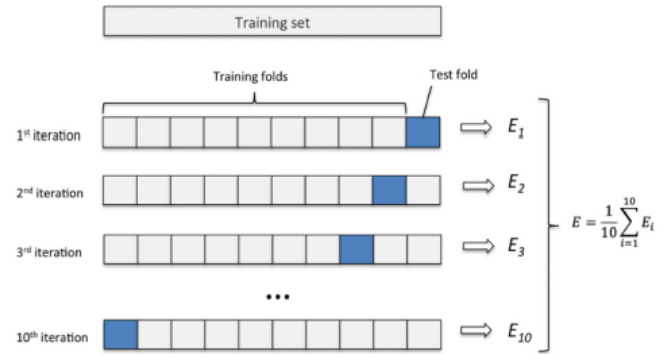 Training set
Training folds
Test fold
1st iteration
E1
2nd iteration
E2
3rd iteration
E3
...
10th iteration
E10
E = 1/10 10∑i=1 Ei